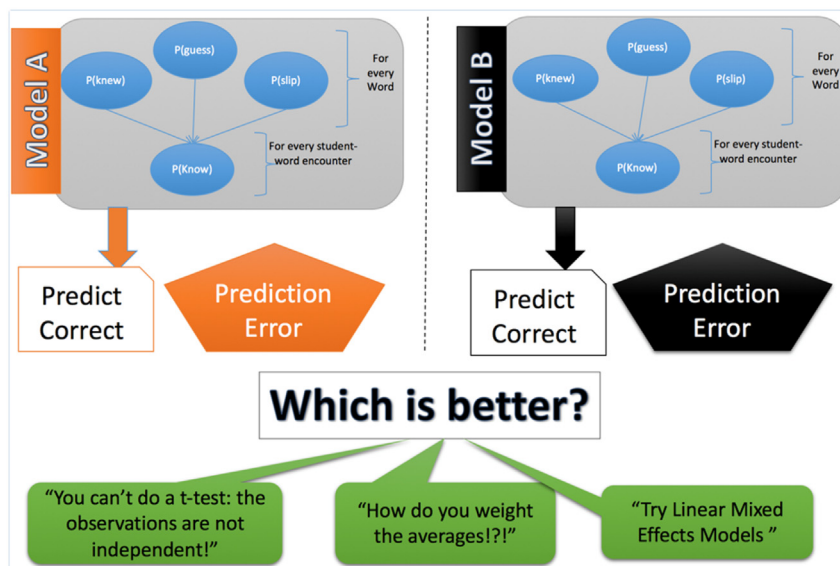 Model A
P(knew)
P(guess)
P(slip)
For
every
Word
P(Know)
For every student-
word encounter
Predict
Correct
Prediction
Error
Model B
P(knew)
P(guess)
P(slip)
For
every
Word
P(Know)
For every student-
word encounter
Predict
Correct
Prediction
Error
Which is better?
“You can’t do a t-test: the
observations are not
independent!”
“How do you weight
the averages!?!”
“Try Linear Mixed
Effects Models ”